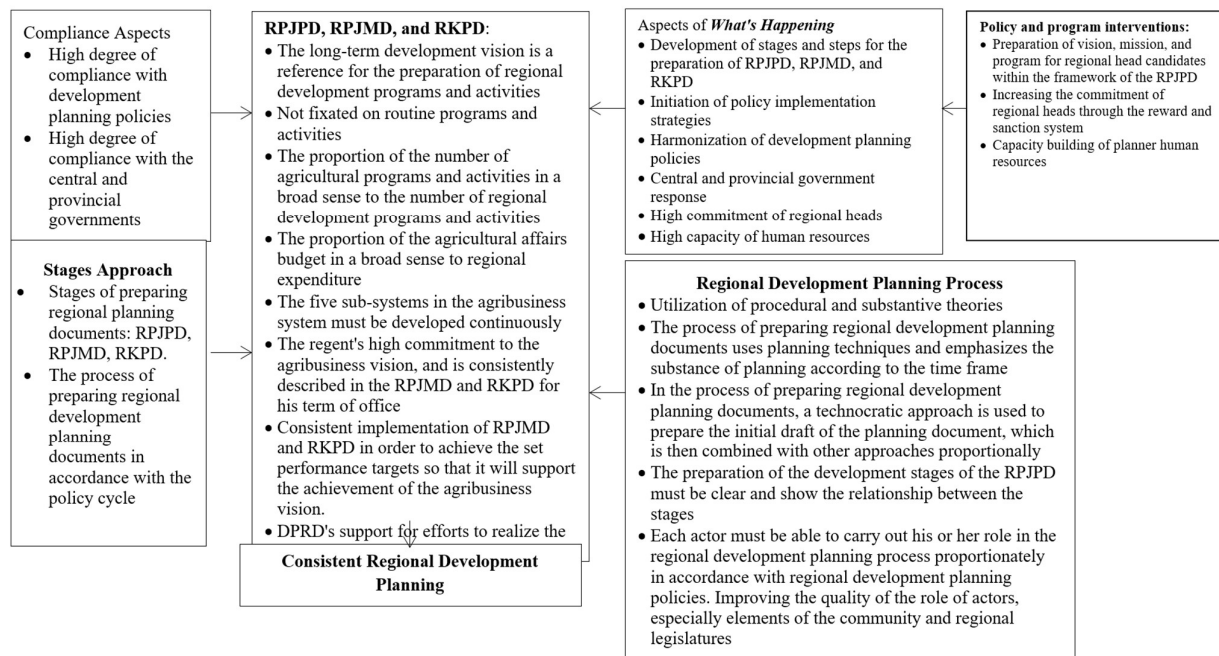 Compliance Aspects
• High degree of
compliance with
development
planning policies
• High degree of
compliance with the
central and
provincial
governments
Stages Approach
• Stages of preparing
regional planning
documents: RPJPD,
RPJMD, RKPD.
• The process of
preparing regional
development
planning
documents in
accordance with the
policy cycle
RPJPD, RPJMD, and RKPD:
• The long-term development vision is a
reference for the preparation of regional
development programs and activities
• Not fixated on routine programs and
activities
• The proportion of the number of
agricultural programs and activities in a
broad sense to the number of regional
development programs and activities
• The proportion of the agricultural affairs
budget in a broad sense to regional
expenditure
• The five sub-systems in the agribusiness
system must be developed continuously
• The regent's high commitment to the
agribusiness vision, and is consistently
described in the RPJMD and RKPD for
his term of office
• Consistent implementation of RPJMD
and RKPD in order to achieve the set
performance targets so that it will support
the achievement of the agribusiness
vision.
• DPRD's support for efforts to realize the
Consistent Regional Development
Planning
Aspects of What's Happening
• Development of stages and steps for the
preparation of RPJPD, RPJMD, and
RKPD
• Initiation of policy implementation
strategies
• Harmonization of development planning
policies
• Central and provincial government
response
• High commitment of regional heads
• High capacity of human resources
Policy and program interventions:
• Preparation of vision, mission, and
program for regional head candidates
within the framework of the RPJPD
• Increasing the commitment of
regional heads through the reward and
sanction system
• Capacity building of planner human
resources
Regional Development Planning Process
• Utilization of procedural and substantive theories
• The process of preparing regional development planning
documents uses planning techniques and emphasizes the
substance of planning according to the time frame
• In the process of preparing regional development
planning documents, a technocratic approach is used to
prepare the initial draft of the planning document, which
is then combined with other approaches proportionally
• The preparation of the development stages of the RPJPD
must be clear and show the relationship between the
stages
• Each actor must be able to carry out his or her role in the
regional development planning process proportionately
in accordance with regional development planning
policies. Improving the quality of the role of actors,
especially elements of the community and regional
legislatures